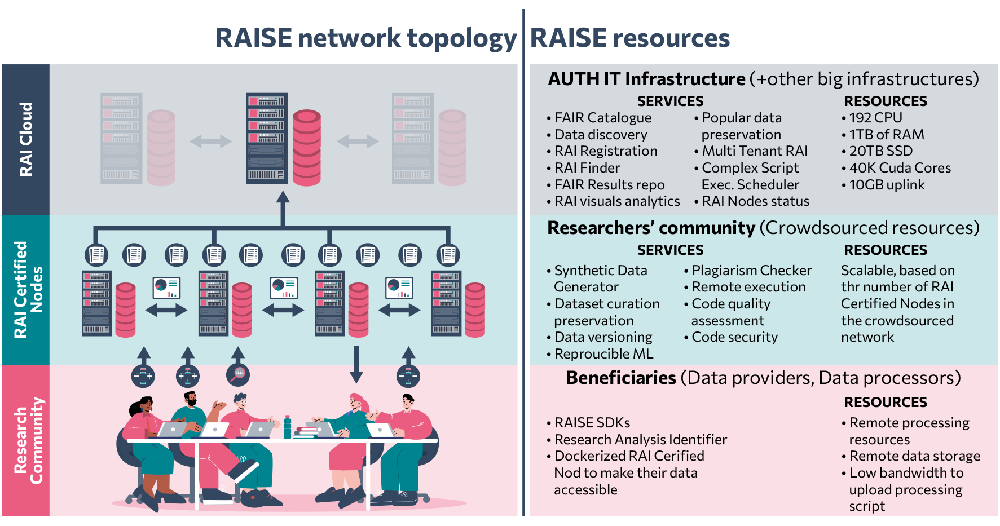 RAISE network topology
RAISE resources
RAI Cloud
AUTH IT Infrastructure (+other big infrastructures)
SERVICES
• FAIR Catalogue
• Data discovery
• RAI Registration
• RAI Finder
• FAIR Results repo
• RAI visuals analytics
• Popular data
preservation
• Multi Tenant RAI
• Complex Script
Exec. Scheduler
• RAI Nodes status
RESOURCES
• 192 CPU
• 1TB of RAM
• 20TB SSD
• 40K Cuda Cores
• 10GB uplink
RAI Certified
Nodes
Researchers’ community (Crowdsourced resources)
SERVICES
• Synthetic Data
Generator
• Dataset curation
preservation
• Data versioning
• Reproucible ML
• Plagiarism Checker
• Remote execution
• Code quality
assessment
• Code security
RESOURCES
Scalable, based on
thr number of RAI
Certified Nodes in
the crowdsourced
network
Research
Community
RAI
Beneficiaries (Data providers, Data processors)
• RAISE SDKs
• Research Analysis Identifier
• Dockerized RAI Cerified
Nod to make their data
accessible
RESOURCES
• Remote processing
resources
• Remote data storage
• Low bandwidth to
upload processing
script